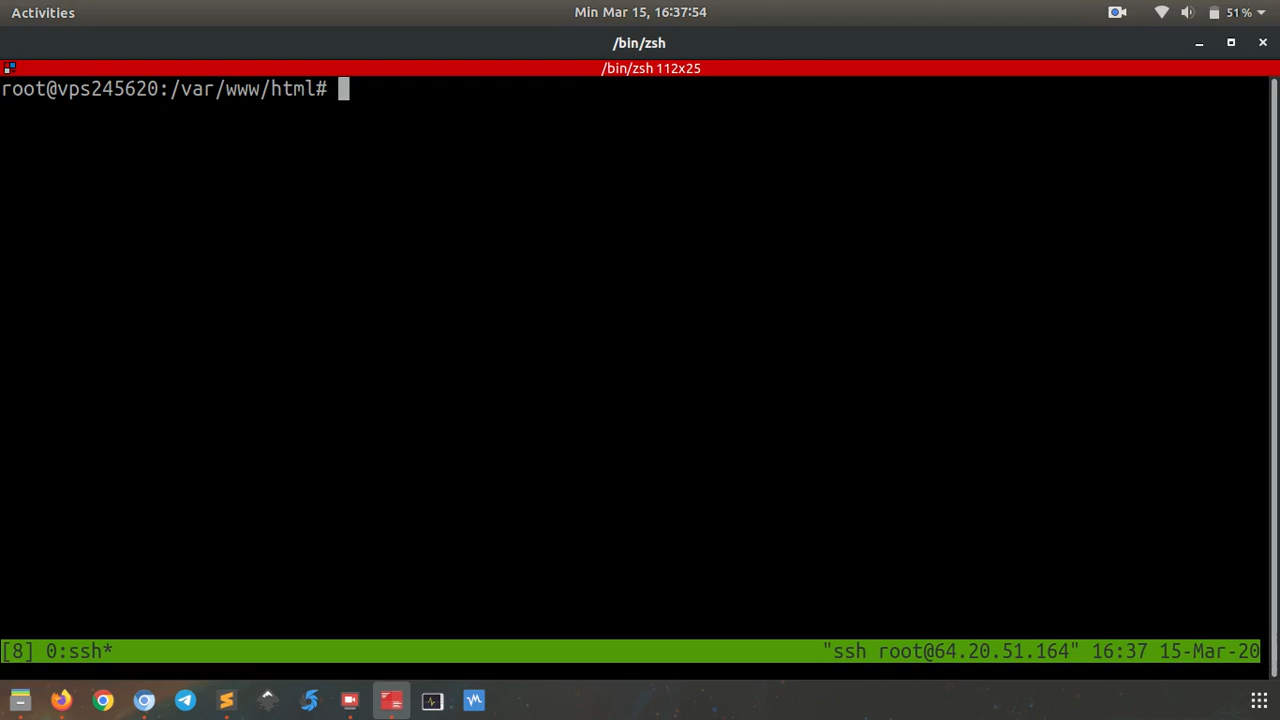 Activities
Min Mar 15, 16:37:54
51%
/bin/zsh
/bin/zsh 112x25
root@vps245620:/var/www/html#
[8] 0:ssh*
"ssh root@64.20.51.164" 16:37 15-Mar-20